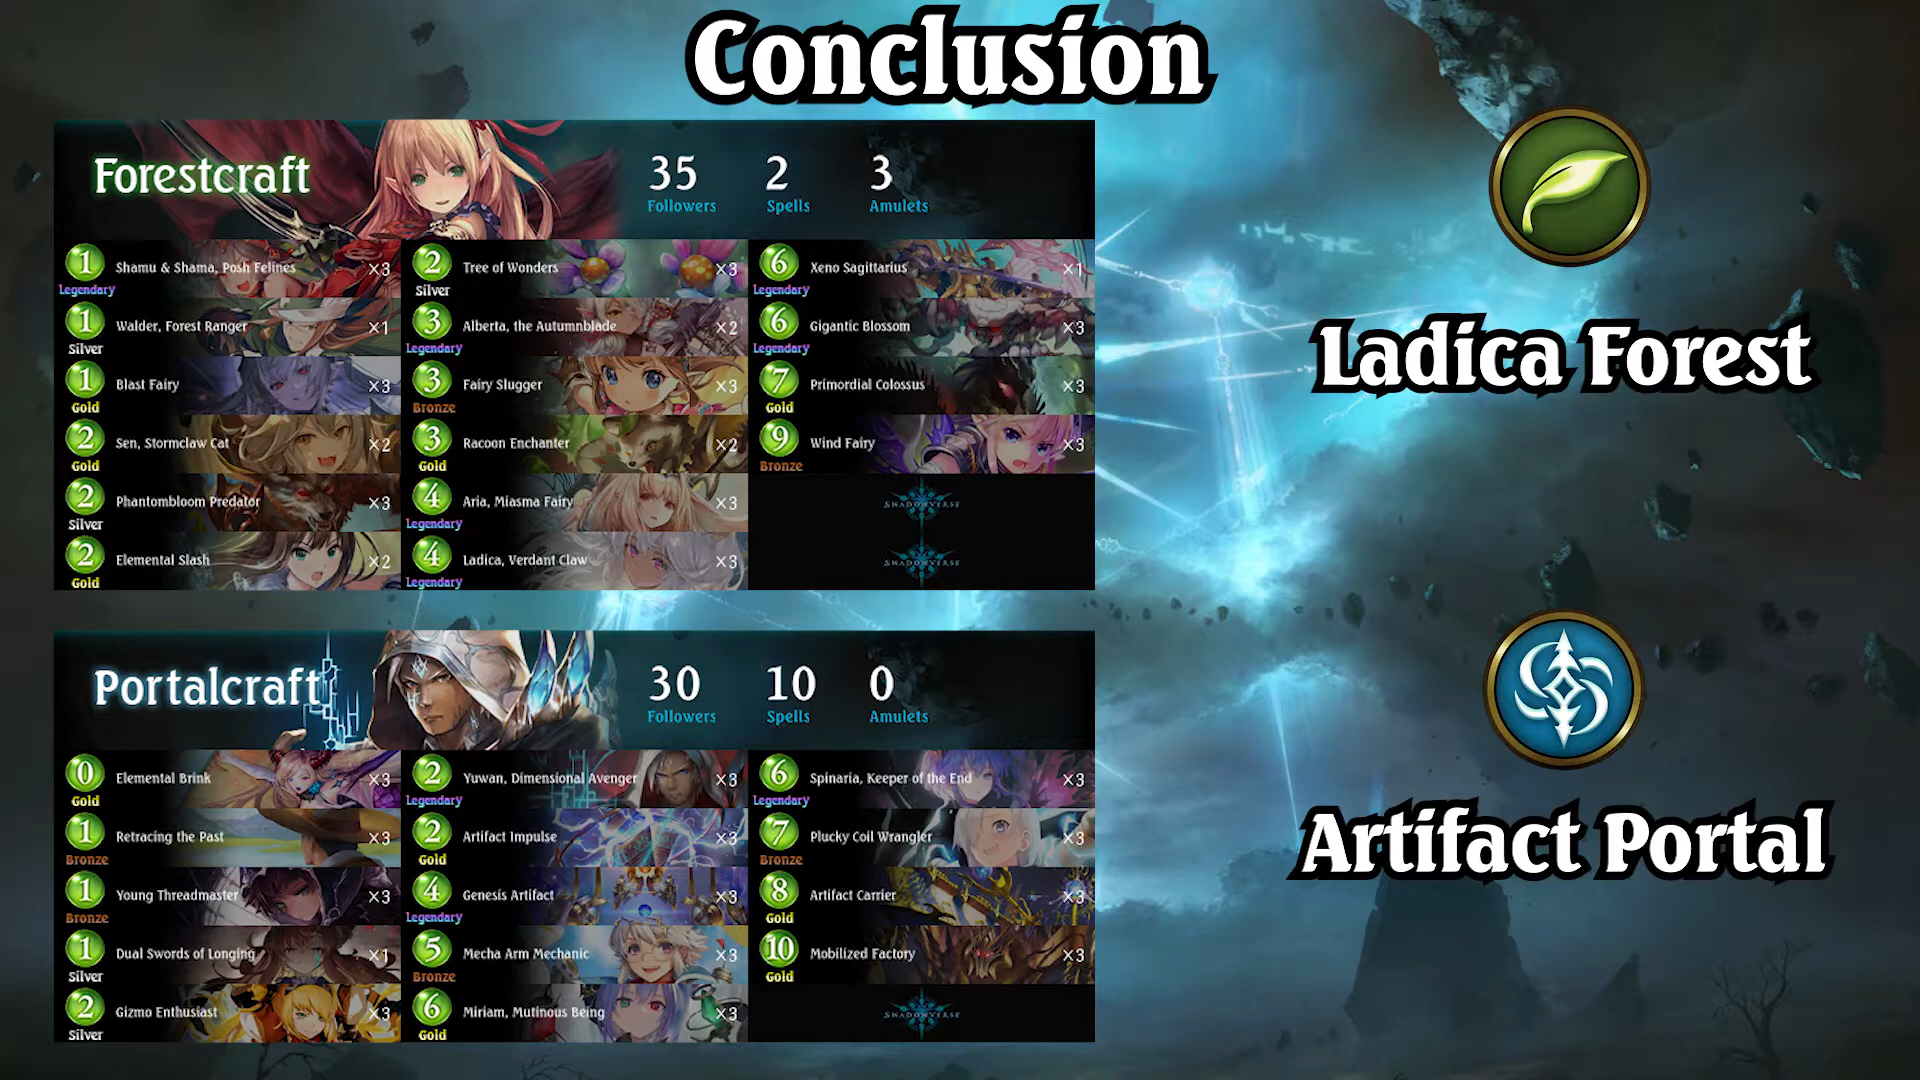 Conclusion
Forestcraft
35 2 3
Followers Spells Amulets
1 Shamu & Shama, Posh Felines ×3
Legendary
1 Walder, Forest Ranger ×1
Silver
1 Blast Fairy ×3
Gold
2 Sen, Stormclaw Cat ×2
Gold
2 Phantombloom Predator ×3
Silver
2 Elemental Slash ×2
Gold
2 Tree of Wonders ×3
Silver
3 Alberta, the Autumnblade ×2
Legendary
3 Fairy Slugger ×3
Bronze
3 Racoon Enchanter ×2
Gold
4 Aria, Miasma Fairy ×3
Legendary
4 Ladica, Verdant Claw ×3
Legendary
6 Xeno Sagittarius ×1
Legendary
6 Gigantic Blossom ×3
Legendary
7 Primordial Colossus ×3
Gold
9 Wind Fairy ×3
Bronze
SHADOWVERSE
SHADOWVERSE
Ladica Forest
Portalcraft
30 10 0
Followers Spells Amulets
0 Elemental Brink ×3
Gold
1 Retracing the Past ×3
Bronze
1 Young Threadmaster ×3
Bronze
1 Dual Swords of Longing ×1
Silver
2 Gizmo Enthusiast ×3
Silver
2 Yuwan, Dimensional Avenger ×3
Legendary
2 Artifact Impulse ×3
Gold
4 Genesis Artifact ×3
Legendary
5 Mecha Arm Mechanic ×3
Bronze
6 Miriam, Mutinous Being ×3
Gold
6 Spinaria, Keeper of the End ×3
Legendary
7 Plucky Coil Wrangler ×3
Bronze
8 Artifact Carrier ×3
Gold
10 Mobilized Factory ×3
Gold
SHADOWVERSE
Artifact Portal